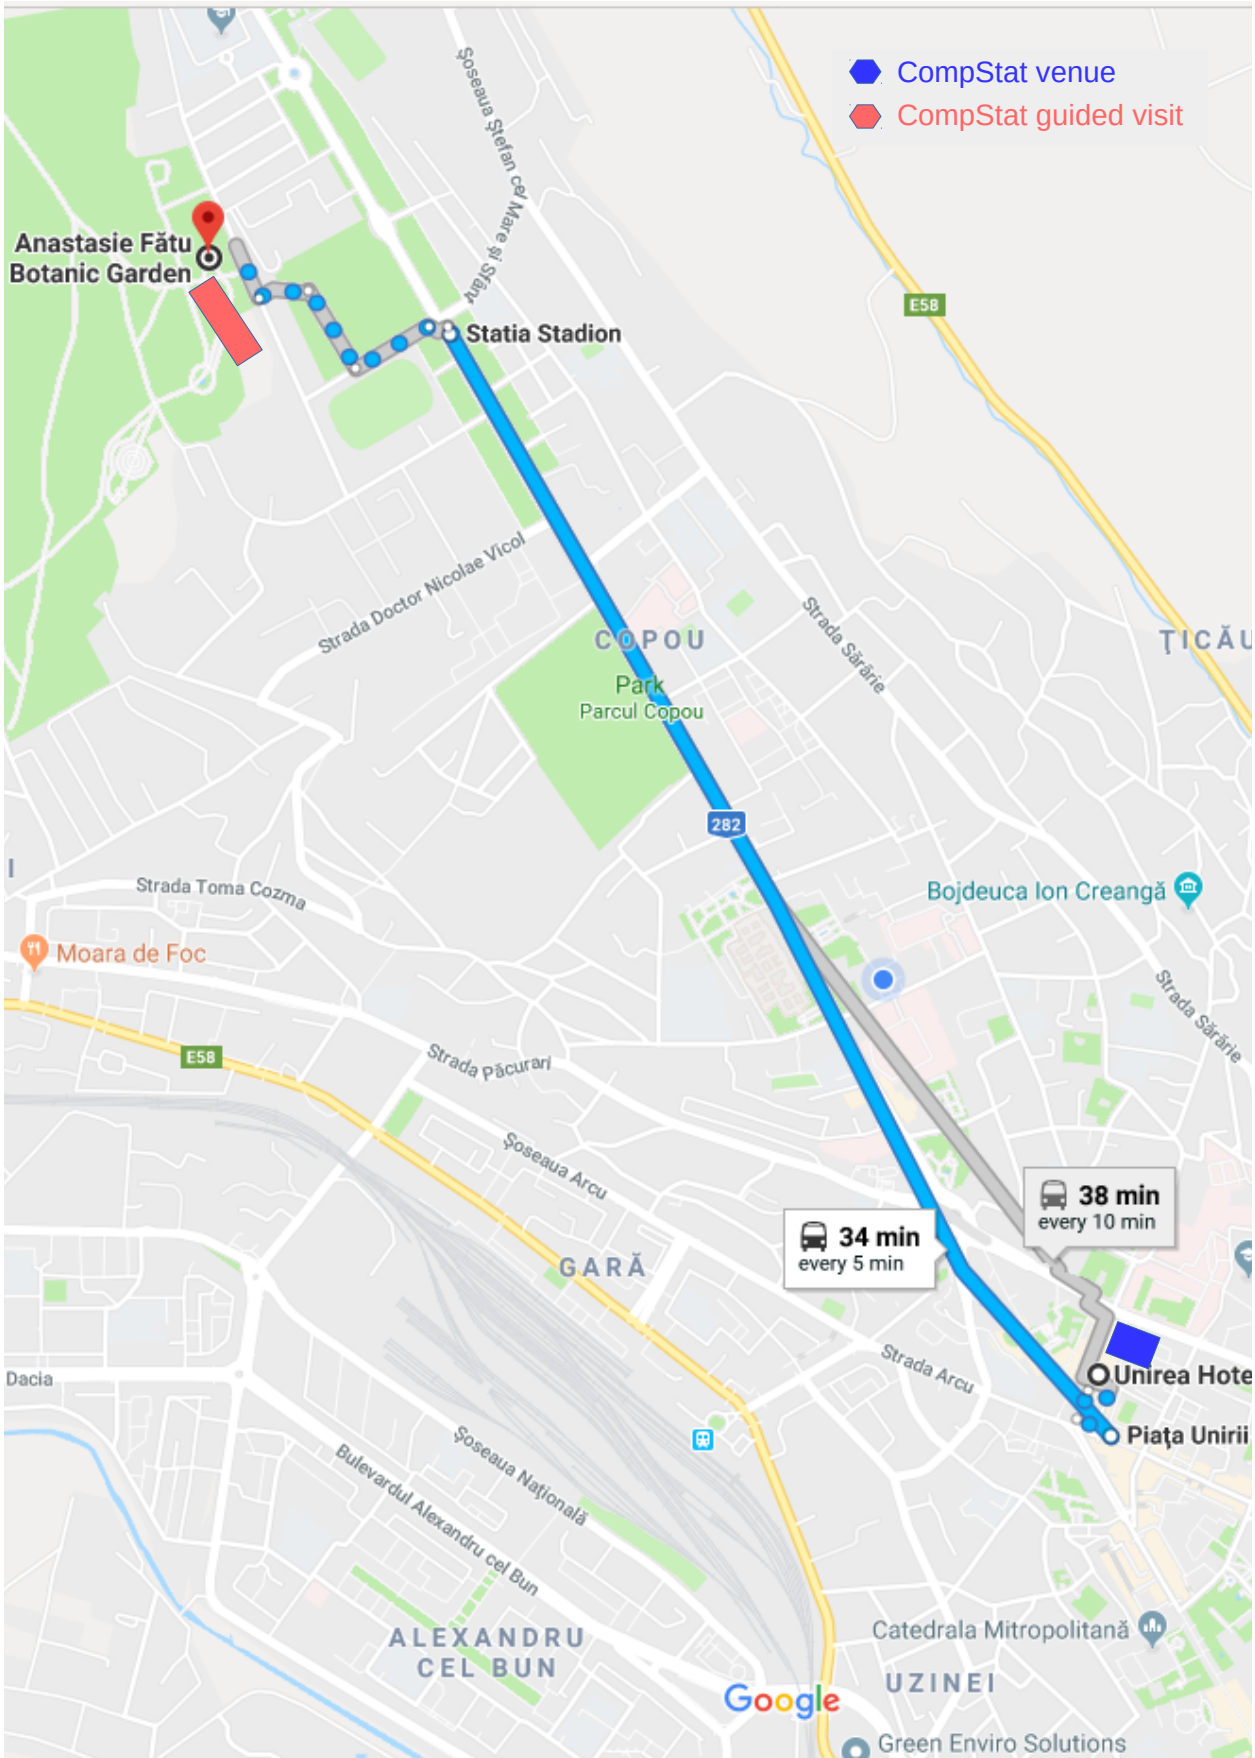 CompStat venue
CompStat guided visit
Șoseaua Ștefan cel Mare și Sfânt
Anastasie Fătu
Botanic Garden
E58
Statia Stadion
Strada Doctor Nicolae Vicol
Strada Sărărie
COPOU
ȚICĂU
Park
Parcul Copou
282
I
Strada Toma Cozma
Bojdeuca Ion Creangă
Moara de Foc
Strada Sărărie
E58
Strada Păcurari
Șoseaua Arcu
38 min
every 10 min
34 min
every 5 min
GARĂ
Strada Arcu
Dacia
Unirea Hote
Piața Unirii
Șoseaua Națională
Bulevardul Alexandru cel Bun
Catedrala Mitropolitană
ALEXANDRU
CEL BUN
UZINEI
Google
Green Enviro Solutions